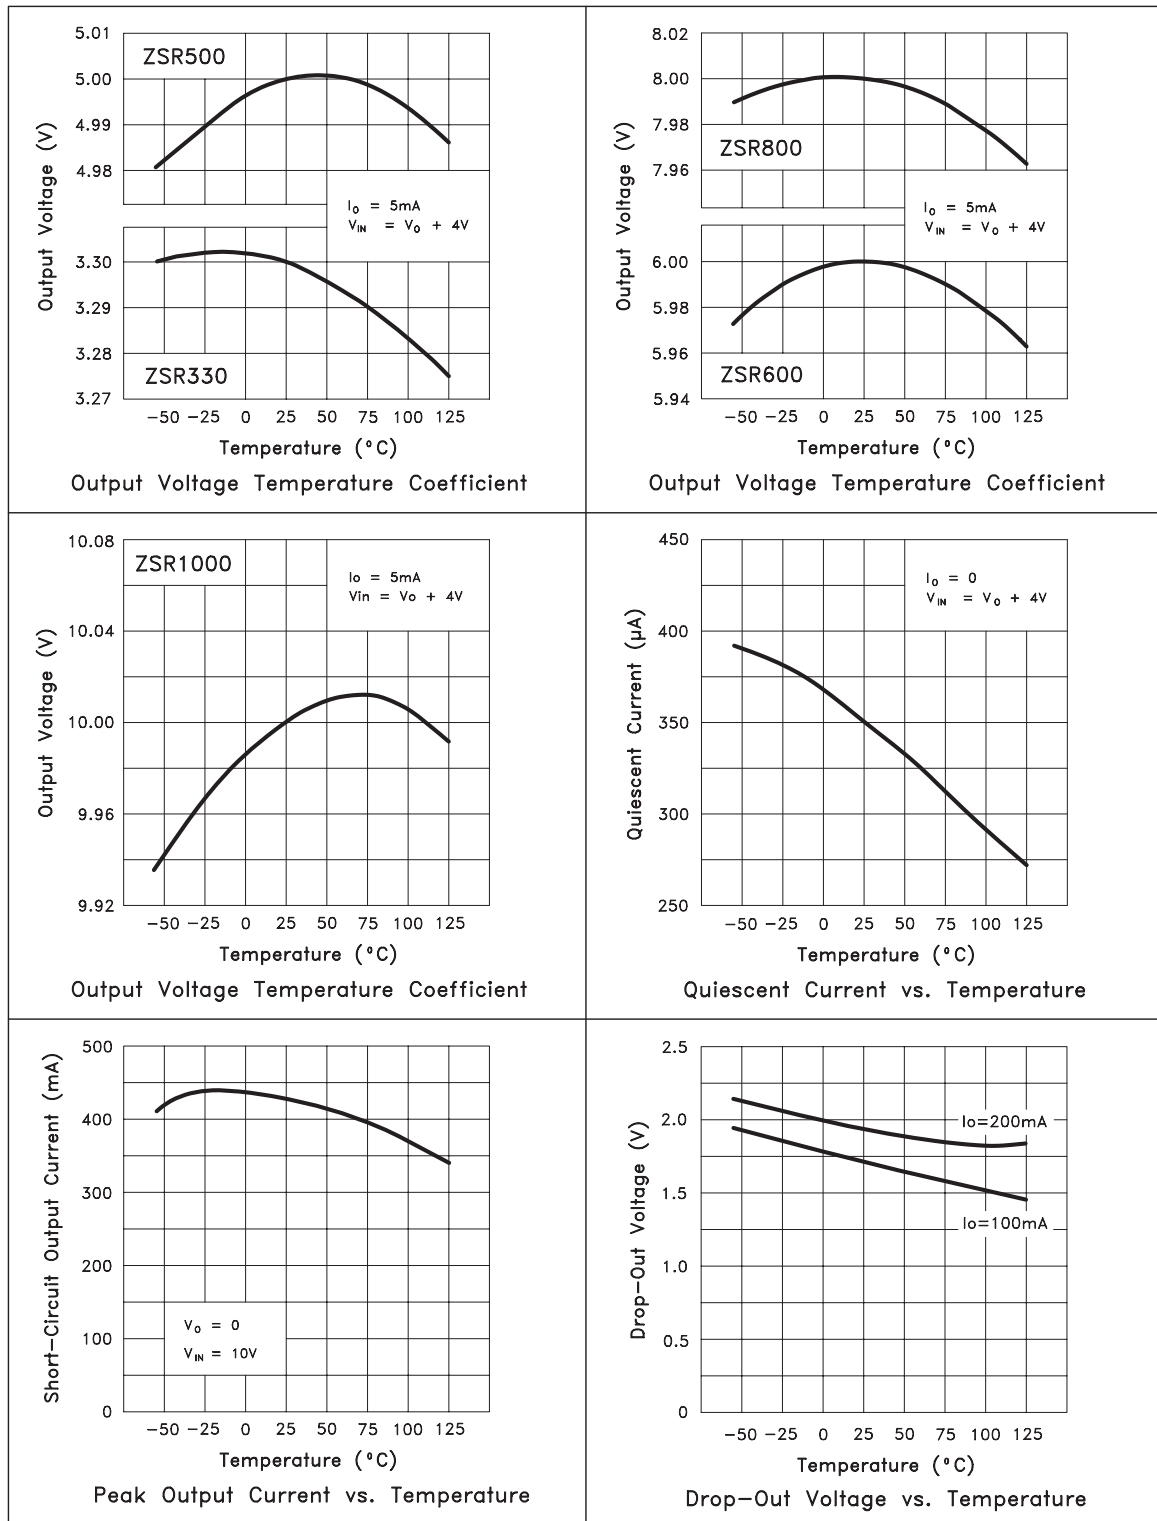 5.01
ZSR500
5.00
4.99
4.98
I₀ = 5mA
V_IN = V₀ + 4V
3.30
3.29
3.28
ZSR330
3.27
Output Voltage (V)
Output Voltage (V)
−50 −25 0 25 50 75 100 125
Temperature (°C)
Output Voltage Temperature Coefficient
8.02
8.00
7.98
ZSR800
7.96
I₀ = 5mA
V_IN = V₀ + 4V
6.00
5.98
5.96
ZSR600
5.94
Output Voltage (V)
Output Voltage (V)
−50 −25 0 25 50 75 100 125
Temperature (°C)
Output Voltage Temperature Coefficient
10.08
ZSR1000
Io = 5mA
Vin = Vo + 4V
10.04
10.00
9.96
9.92
Output Voltage (V)
−50 −25 0 25 50 75 100 125
Temperature (°C)
Output Voltage Temperature Coefficient
450
I₀ = 0
V_IN = V₀ + 4V
400
350
300
250
Quiescent Current (μA)
−50 −25 0 25 50 75 100 125
Temperature (°C)
Quiescent Current vs. Temperature
500
400
300
200
V₀ = 0
100
V_IN = 10V
0
Short−Circuit Output Current (mA)
−50 −25 0 25 50 75 100 125
Temperature (°C)
Peak Output Current vs. Temperature
2.5
2.0
Io=200mA
1.5
Io=100mA
1.0
0.5
0
Drop−Out Voltage (V)
−50 −25 0 25 50 75 100 125
Temperature (°C)
Drop−Out Voltage vs. Temperature